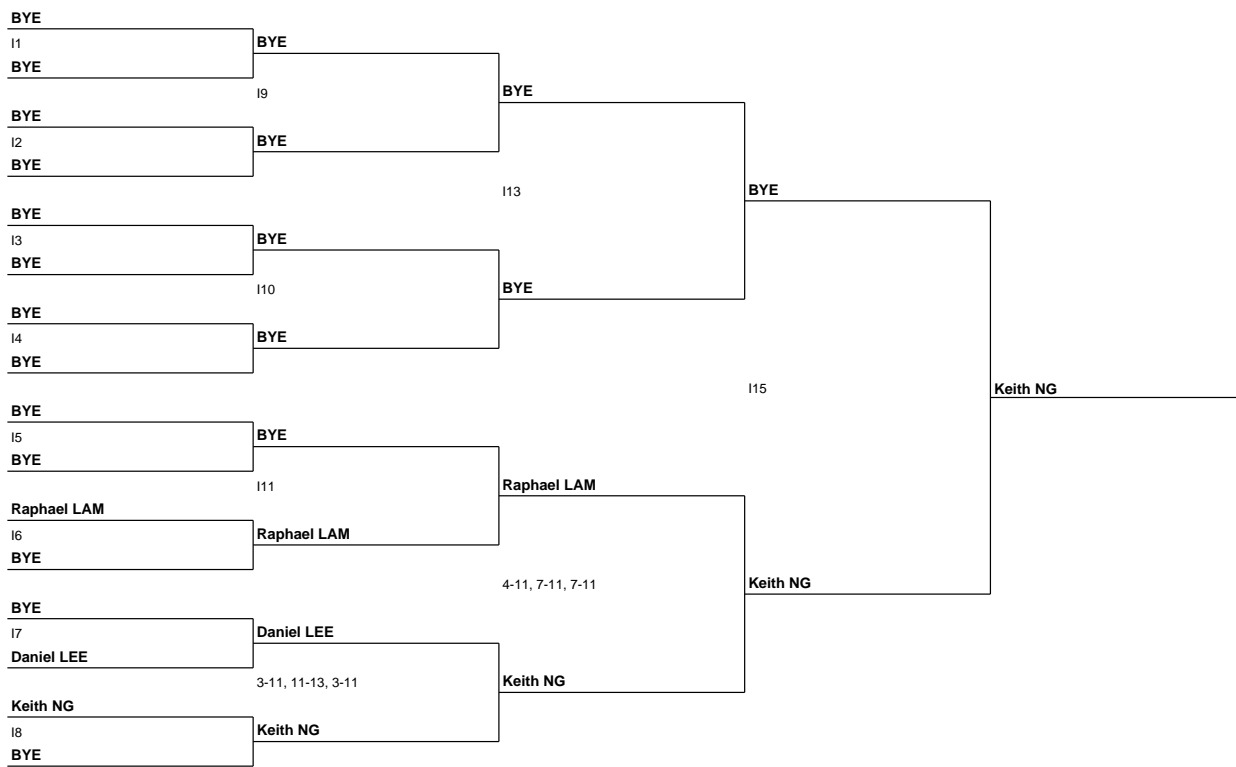 BYE
I1
BYE
BYE
I9
BYE
BYE
I2
BYE
BYE
I13
BYE
BYE
I3
BYE
BYE
I10
BYE
BYE
I4
BYE
BYE
I15
Keith NG
BYE
I5
BYE
BYE
I11
Raphael LAM
Raphael LAM
I6
Raphael LAM
BYE
4-11, 7-11, 7-11
Keith NG
BYE
I7
Daniel LEE
Daniel LEE
3-11, 11-13, 3-11
Keith NG
Keith NG
I8
Keith NG
BYE